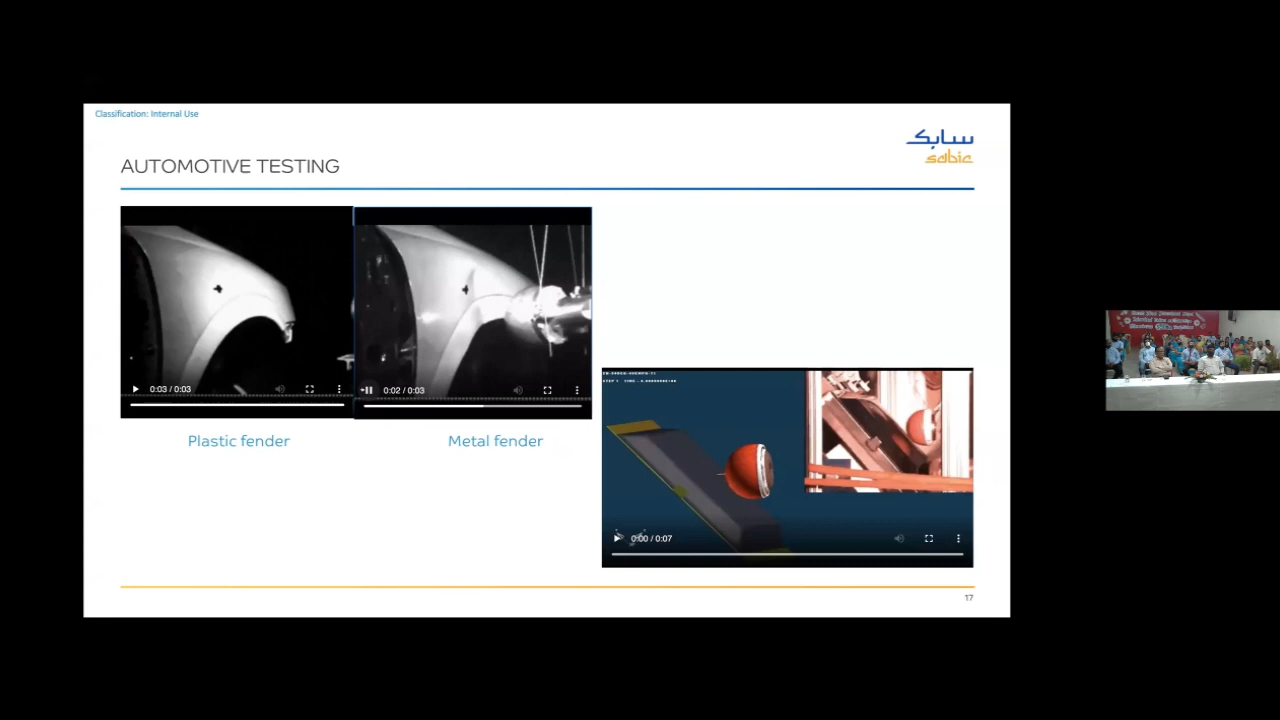 Classification: Internal Use
سابك
sabic
AUTOMOTIVE TESTING
0:03 / 0:03
0:02 / 0:03
Plastic fender
Metal fender
0:00 / 0:07
17